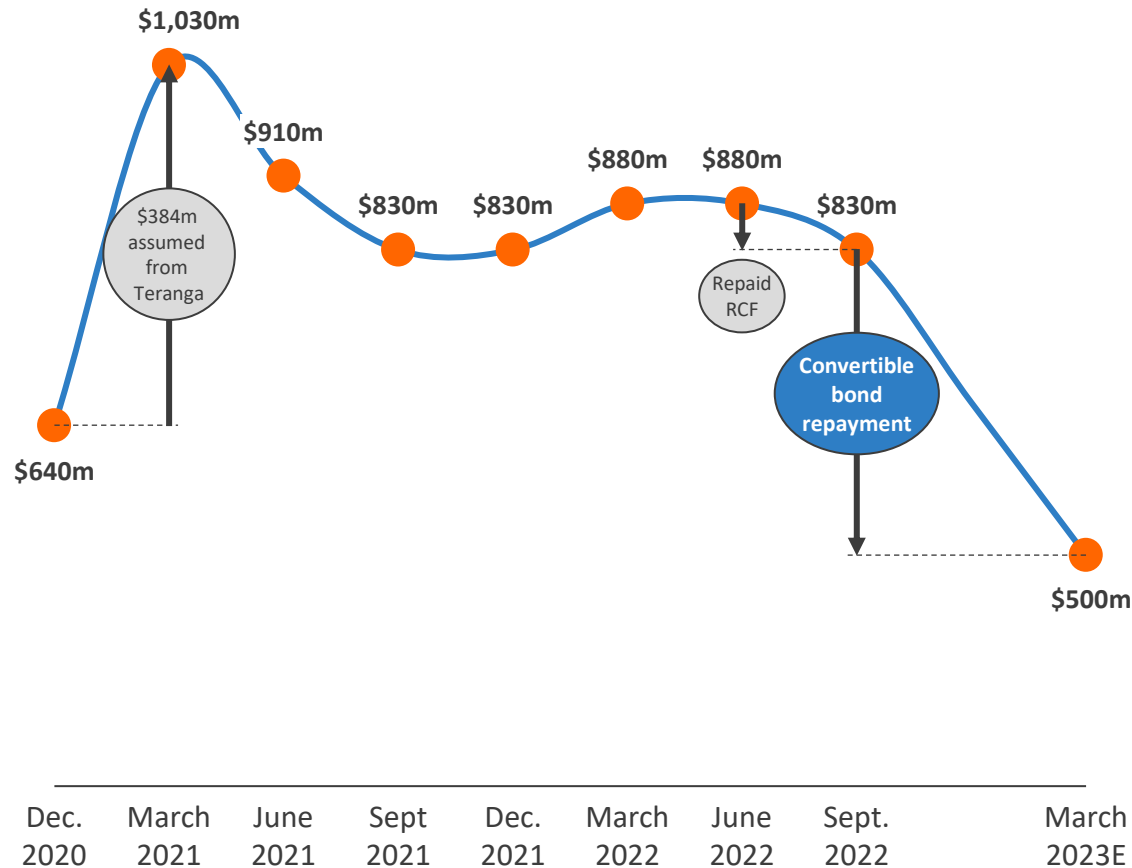 $1,030m
$910m
$880m
$880m
$830m
$830m
$830m
$384m
assumed
from
Teranga
Repaid
RCF
Convertible
bond
repayment
$640m
$500m
Dec.
2020
March
2021
June
2021
Sept
2021
Dec.
2021
March
2022
June
2022
Sept.
2022
March
2023E